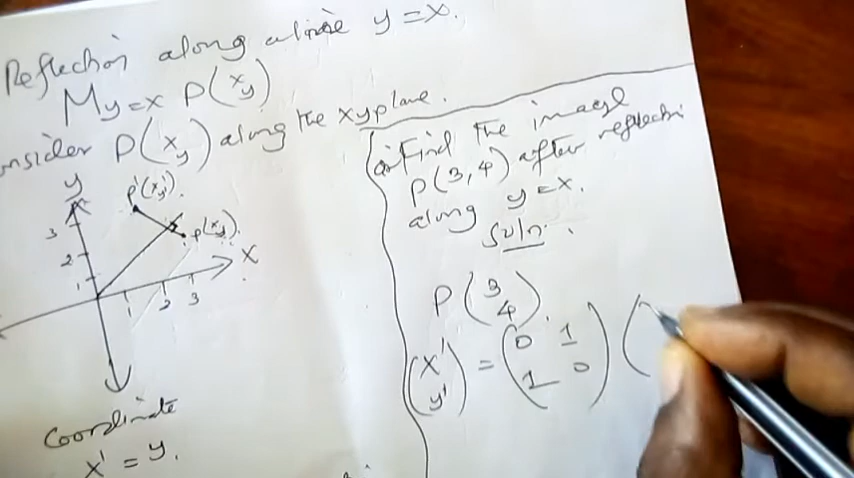 Reflection along a line y = x.
My=x P(x y)
onsider P(x y) along the xy plane.
y
P'(x' y').
P(x y).
3
2
1
X
1 2 3
Coordinate
x' = y.
a) Find the image
P(3,4) after reflection
along y = x.
Soln.
P(3 4).
(x' y') = (0 1 1 0) (